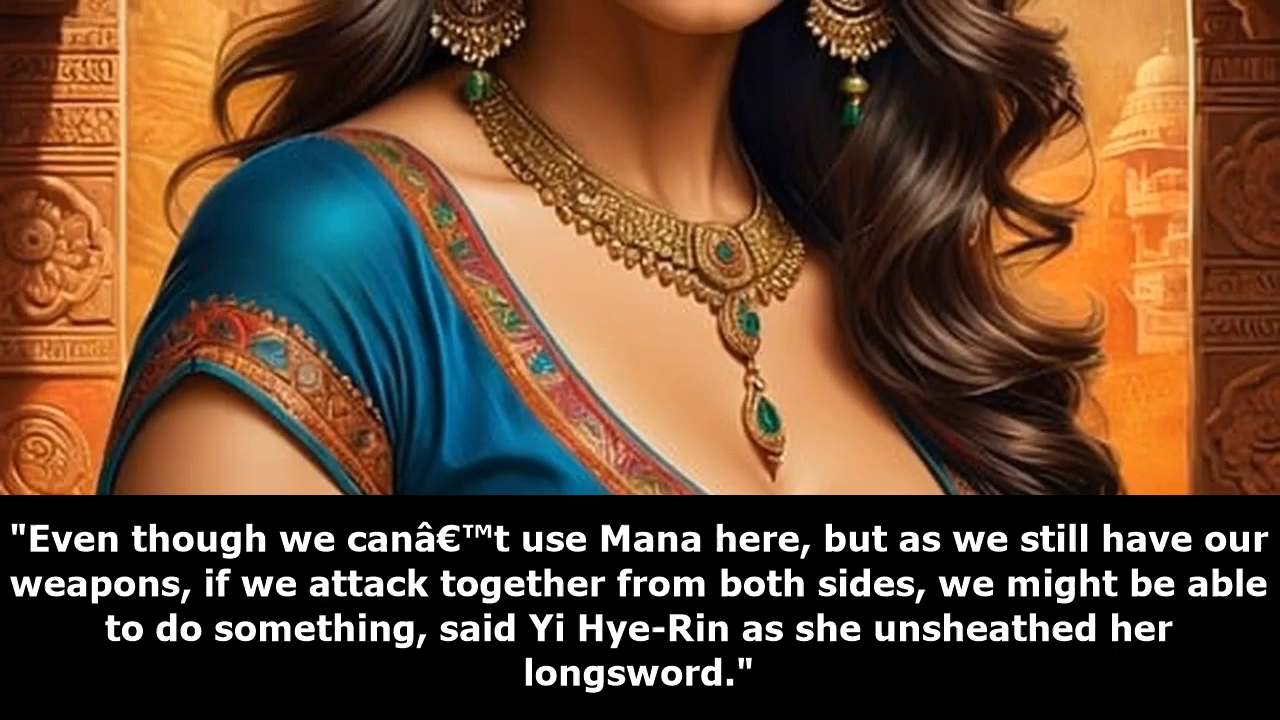 "Even though we canâ€™t use Mana here, but as we still have our
weapons, if we attack together from both sides, we might be able
to do something, said Yi Hye-Rin as she unsheathed her
longsword."